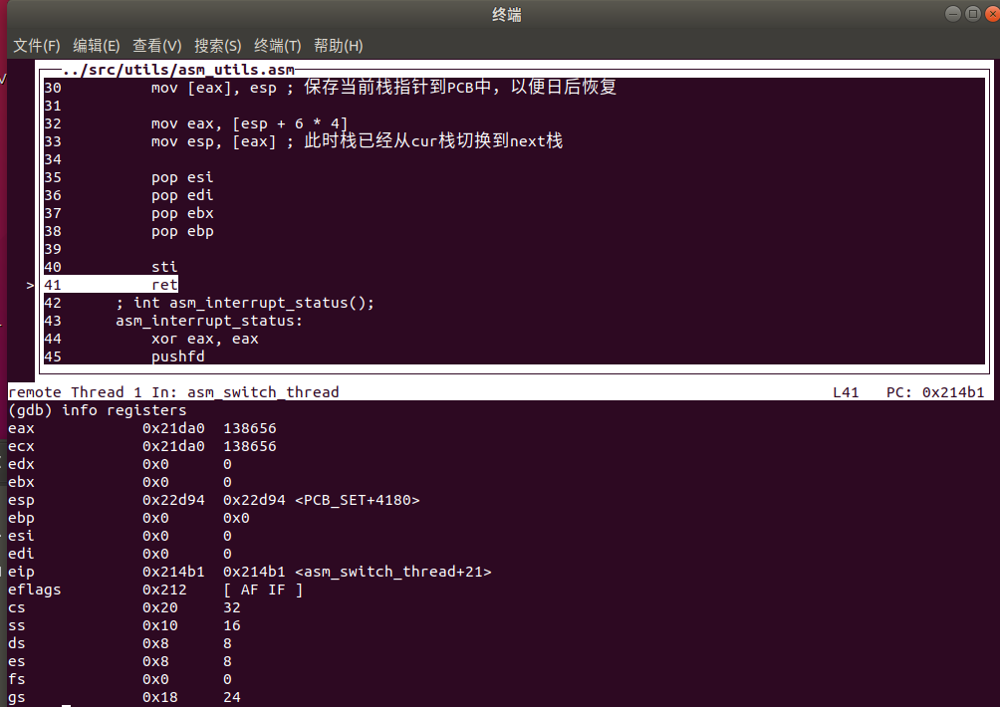 终端
文件(F) 编辑(E) 查看(V) 搜索(S) 终端(T) 帮助(H)
../src/utils/asm_utils.asm
30 mov [eax], esp ; 保存当前栈指针到PCB中，以便日后恢复
31
32 mov eax, [esp + 6 * 4]
33 mov esp, [eax] ; 此时栈已经从cur栈切换到next栈
34
35 pop esi
36 pop edi
37 pop ebx
38 pop ebp
39
40 sti
> 41 ret
42 ; int asm_interrupt_status();
43 asm_interrupt_status:
44 xor eax, eax
45 pushfd
remote Thread 1 In: asm_switch_thread L41 PC: 0x214b1
(gdb) info registers
eax 0x21da0 138656
ecx 0x21da0 138656
edx 0x0 0
ebx 0x0 0
esp 0x22d94 0x22d94 <PCB_SET+4180>
ebp 0x0 0x0
esi 0x0 0
edi 0x0 0
eip 0x214b1 0x214b1 <asm_switch_thread+21>
eflags 0x212 [ AF IF ]
cs 0x20 32
ss 0x10 16
ds 0x8 8
es 0x8 8
fs 0x0 0
gs 0x18 24